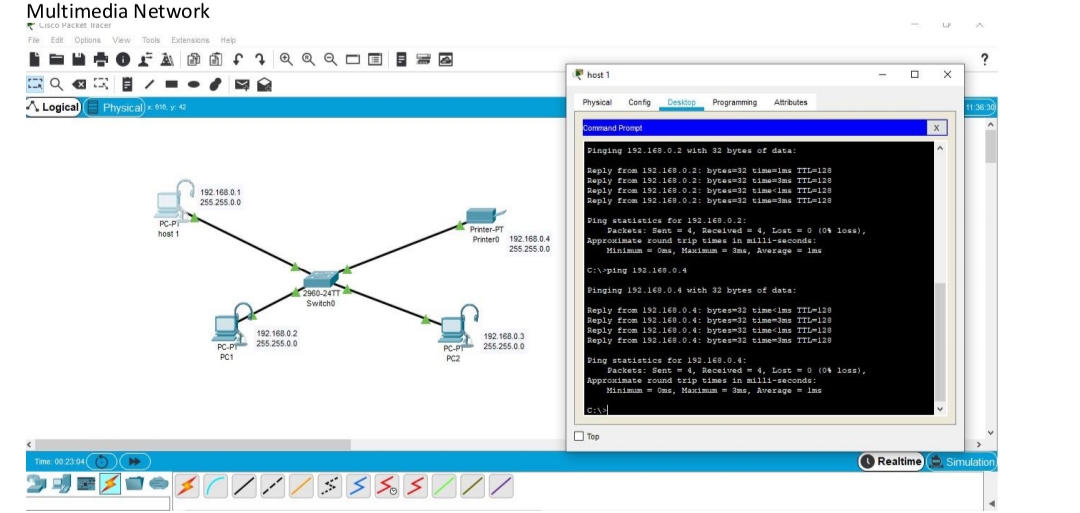 Multimedia Network
Cisco Packet Tracer
File Edit Options View Tools Extensions Help
?
Logical Physical x: 616, y: 42
11:36:30
192.168.0.1
255.255.0.0
PC-PT
host 1
Printer-PT
Printer0
192.168.0.4
255.255.0.0
2960-24TT
Switch0
192.168.0.2
255.255.0.0
PC-PT
PC1
192.168.0.3
255.255.0.0
PC-PT
PC2
host 1
Physical Config Desktop Programming Attributes
Command Prompt
X
Pinging 192.168.0.2 with 32 bytes of data:
Reply from 192.168.0.2: bytes=32 time=1ms TTL=128
Reply from 192.168.0.2: bytes=32 time=3ms TTL=128
Reply from 192.168.0.2: bytes=32 time<1ms TTL=128
Reply from 192.168.0.2: bytes=32 time=3ms TTL=128
Ping statistics for 192.168.0.2:
Packets: Sent = 4, Received = 4, Lost = 0 (0% loss),
Approximate round trip times in milli-seconds:
Minimum = 0ms, Maximum = 3ms, Average = 1ms
C:\>ping 192.168.0.4
Pinging 192.168.0.4 with 32 bytes of data:
Reply from 192.168.0.4: bytes=32 time<1ms TTL=128
Reply from 192.168.0.4: bytes=32 time=3ms TTL=128
Reply from 192.168.0.4: bytes=32 time<1ms TTL=128
Reply from 192.168.0.4: bytes=32 time=3ms TTL=128
Ping statistics for 192.168.0.4:
Packets: Sent = 4, Received = 4, Lost = 0 (0% loss),
Approximate round trip times in milli-seconds:
Minimum = 0ms, Maximum = 3ms, Average = 1ms
C:\>
Top
Time: 00:23:04
Realtime Simulation